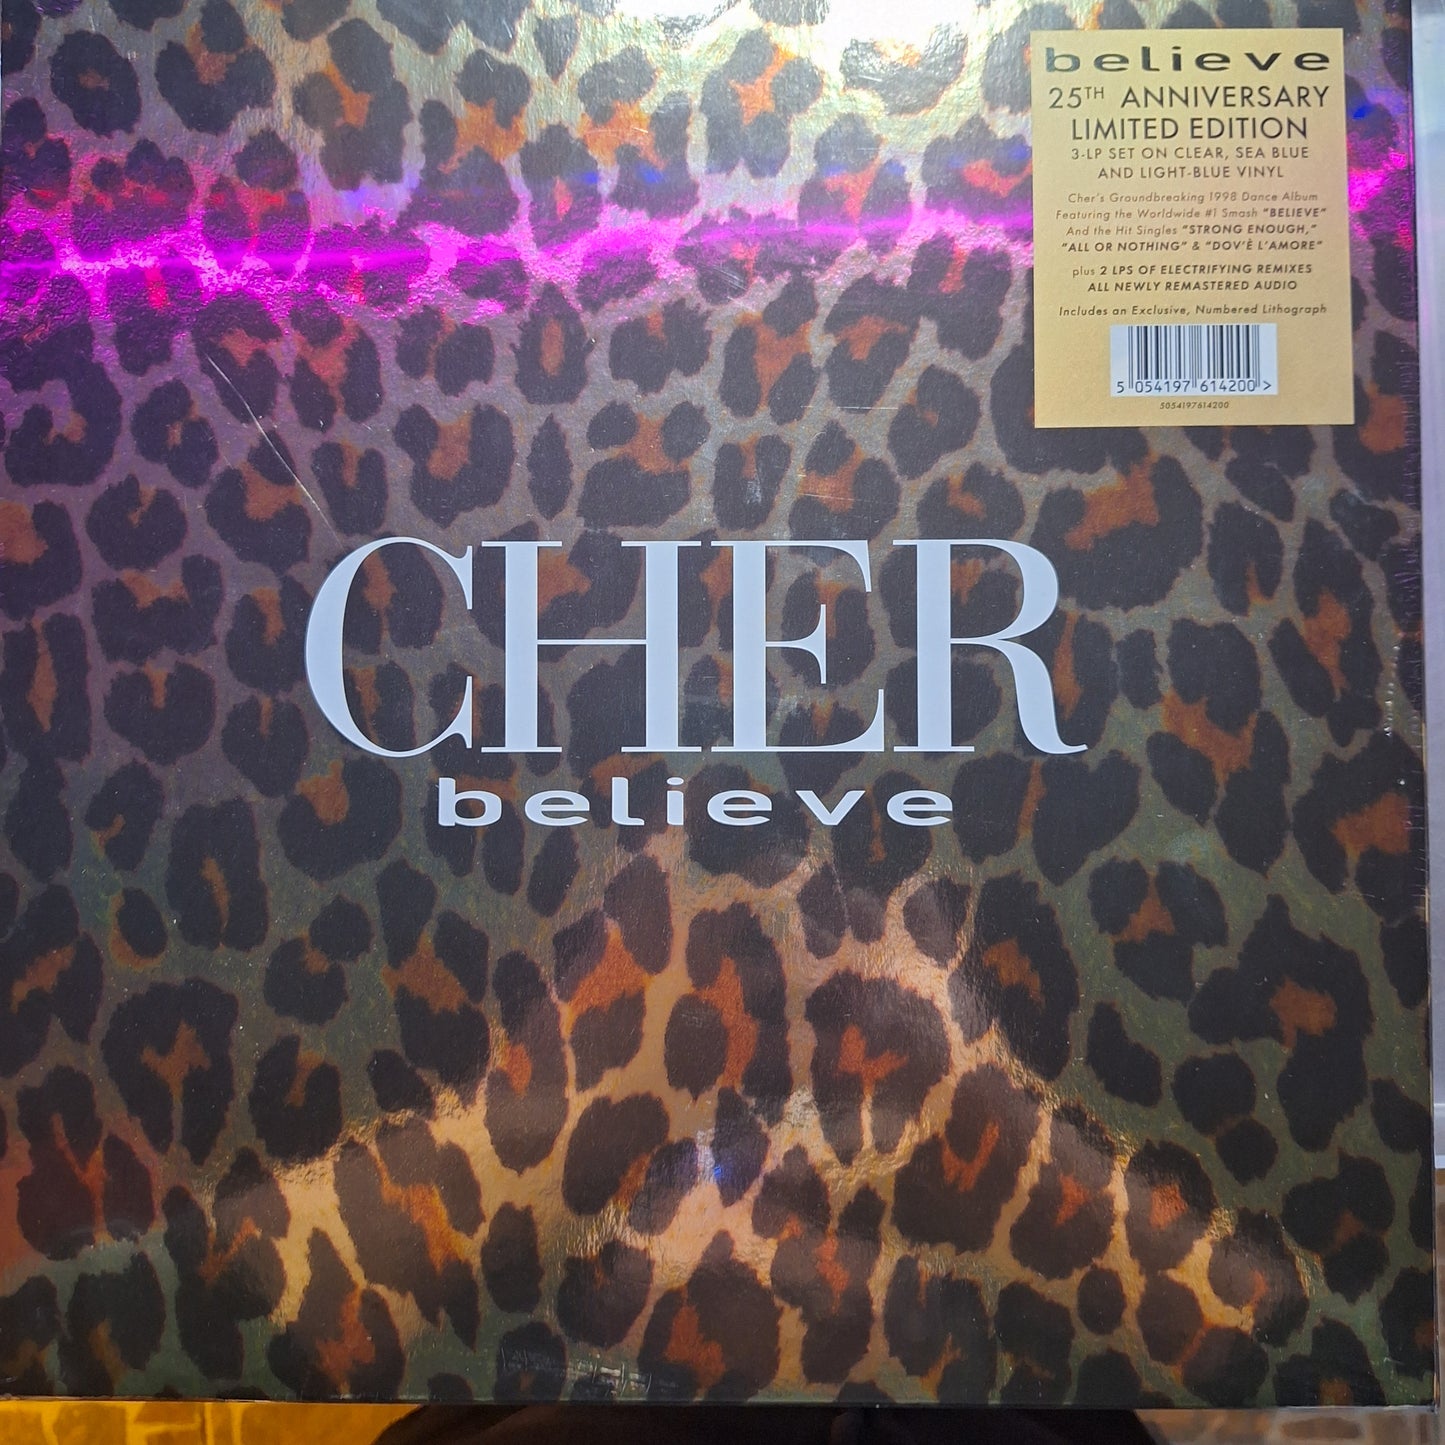 believe
25TH ANNIVERSARY
LIMITED EDITION
3-LP SET ON CLEAR, SEA BLUE
AND LIGHT-BLUE VINYL
Cher's Groundbreaking 1998 Dance Album
Featuring the Worldwide #1 Smash "BELIEVE"
And the Hit Singles "STRONG ENOUGH,"
"ALL OR NOTHING" & "DOV'È L'AMORE"
plus 2 LPS OF ELECTRIFYING REMIXES
ALL NEWLY REMASTERED AUDIO
Includes an Exclusive, Numbered Lithograph
5 054197 614200 >
5054197614200
CHER
believe